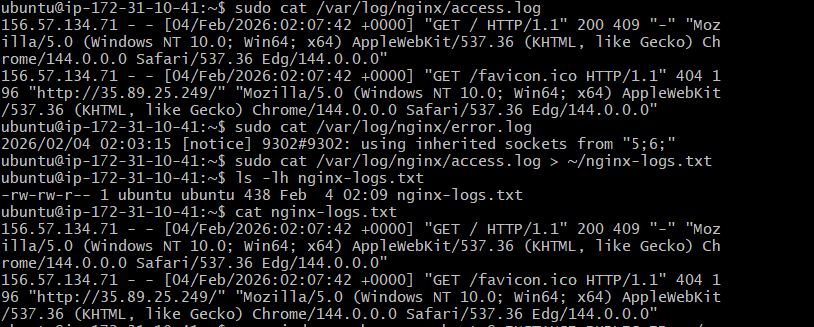 ubuntu@ip-172-31-10-41:~$ sudo cat /var/log/nginx/access.log
156.57.134.71 - - [04/Feb/2026:02:07:42 +0000] "GET / HTTP/1.1" 200 409 "-" "Moz
illa/5.0 (Windows NT 10.0; Win64; x64) AppleWebKit/537.36 (KHTML, like Gecko) Ch
rome/144.0.0.0 Safari/537.36 Edg/144.0.0.0"
156.57.134.71 - - [04/Feb/2026:02:07:42 +0000] "GET /favicon.ico HTTP/1.1" 404 1
96 "http://35.89.25.249/" "Mozilla/5.0 (Windows NT 10.0; Win64; x64) AppleWebKit
/537.36 (KHTML, like Gecko) Chrome/144.0.0.0 Safari/537.36 Edg/144.0.0.0"
ubuntu@ip-172-31-10-41:~$ sudo cat /var/log/nginx/error.log
2026/02/04 02:03:15 [notice] 9302#9302: using inherited sockets from "5;6;"
ubuntu@ip-172-31-10-41:~$ sudo cat /var/log/nginx/access.log > ~/nginx-logs.txt
ubuntu@ip-172-31-10-41:~$ ls -lh nginx-logs.txt
-rw-rw-r-- 1 ubuntu ubuntu 438 Feb  4 02:09 nginx-logs.txt
ubuntu@ip-172-31-10-41:~$ cat nginx-logs.txt
156.57.134.71 - - [04/Feb/2026:02:07:42 +0000] "GET / HTTP/1.1" 200 409 "-" "Moz
illa/5.0 (Windows NT 10.0; Win64; x64) AppleWebKit/537.36 (KHTML, like Gecko) Ch
rome/144.0.0.0 Safari/537.36 Edg/144.0.0.0"
156.57.134.71 - - [04/Feb/2026:02:07:42 +0000] "GET /favicon.ico HTTP/1.1" 404 1
96 "http://35.89.25.249/" "Mozilla/5.0 (Windows NT 10.0; Win64; x64) AppleWebKit
/537.36 (KHTML, like Gecko) Chrome/144.0.0.0 Safari/537.36 Edg/144.0.0.0"